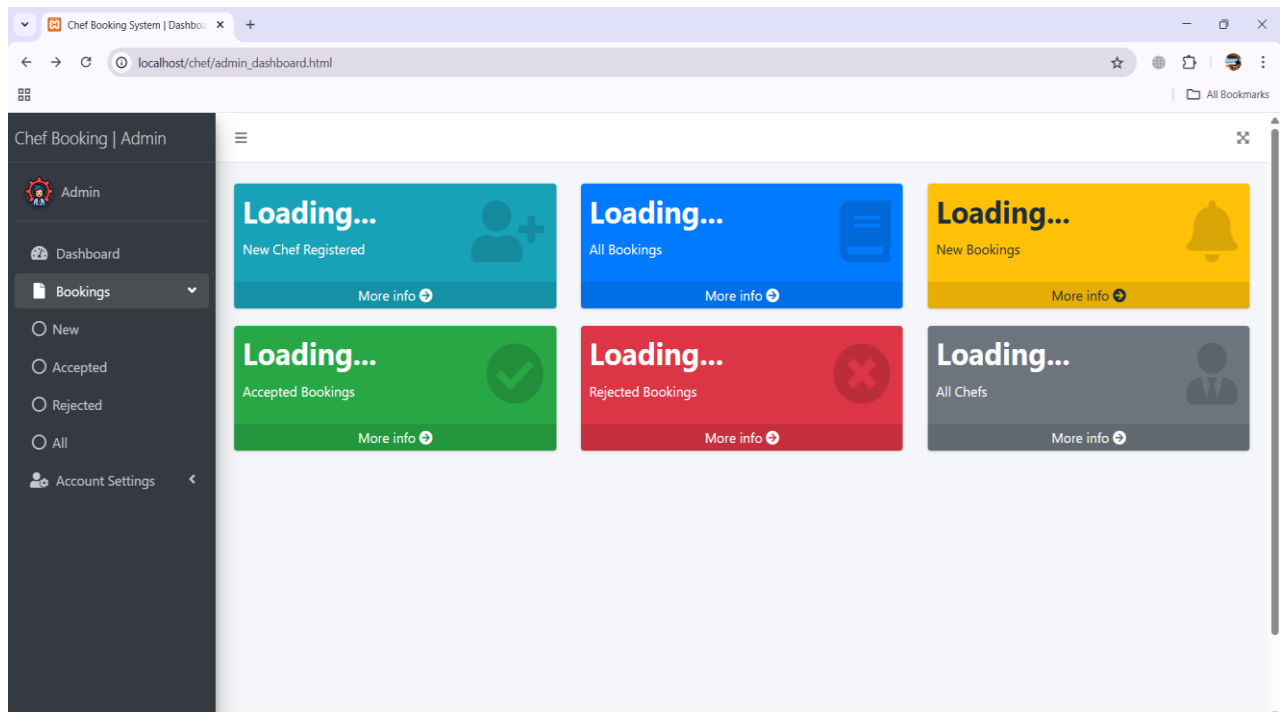 Chef Booking System | Dashboa
localhost/chef/admin_dashboard.html
All Bookmarks
Chef Booking | Admin
Admin
Dashboard
Bookings
New
Accepted
Rejected
All
Account Settings
Loading...
New Chef Registered
More info
Loading...
All Bookings
More info
Loading...
New Bookings
More info
Loading...
Accepted Bookings
More info
Loading...
Rejected Bookings
More info
Loading...
All Chefs
More info